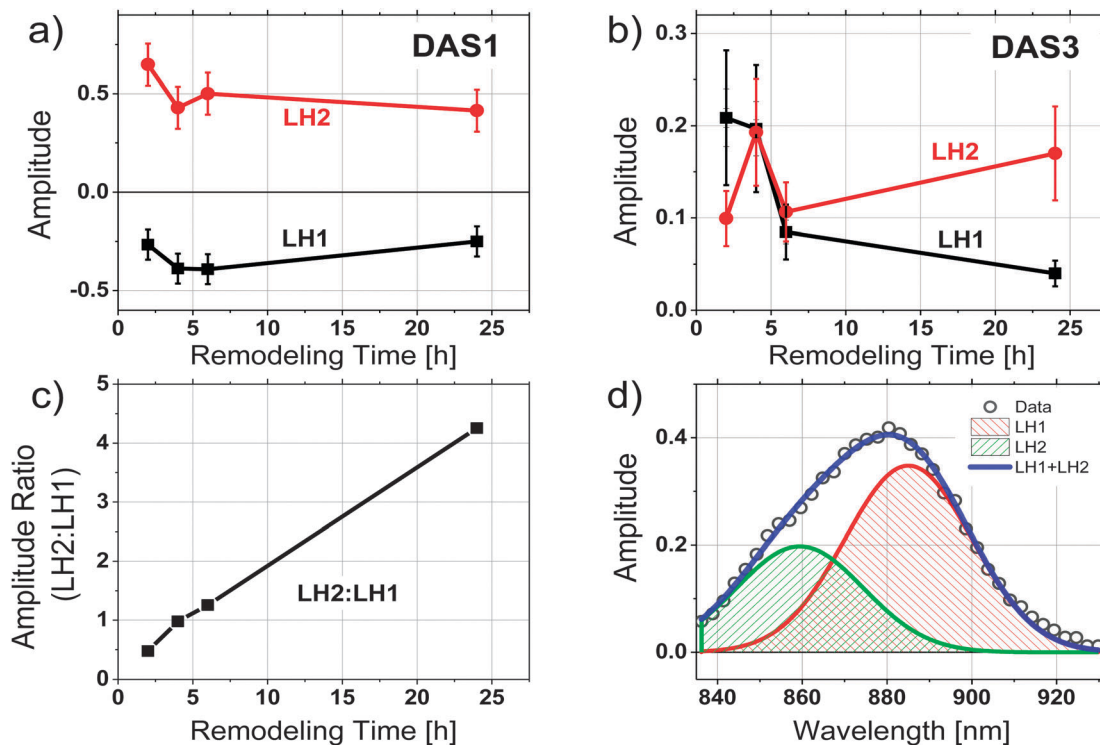 a)
DAS1
Amplitude
0.5
0.0
-0.5
LH2
LH1
0 5 10 15 20 25
Remodeling Time [h]
b)
DAS3
Amplitude
0.3
0.2
0.1
0.0
LH2
LH1
0 5 10 15 20 25
Remodeling Time [h]
c)
Amplitude Ratio
(LH2:LH1)
5
4
3
2
1
0
LH2:LH1
0 5 10 15 20 25
Remodeling Time [h]
d)
Amplitude
0.4
0.2
0.0
Data
LH1
LH2
LH1+LH2
840 860 880 900 920
Wavelength [nm]